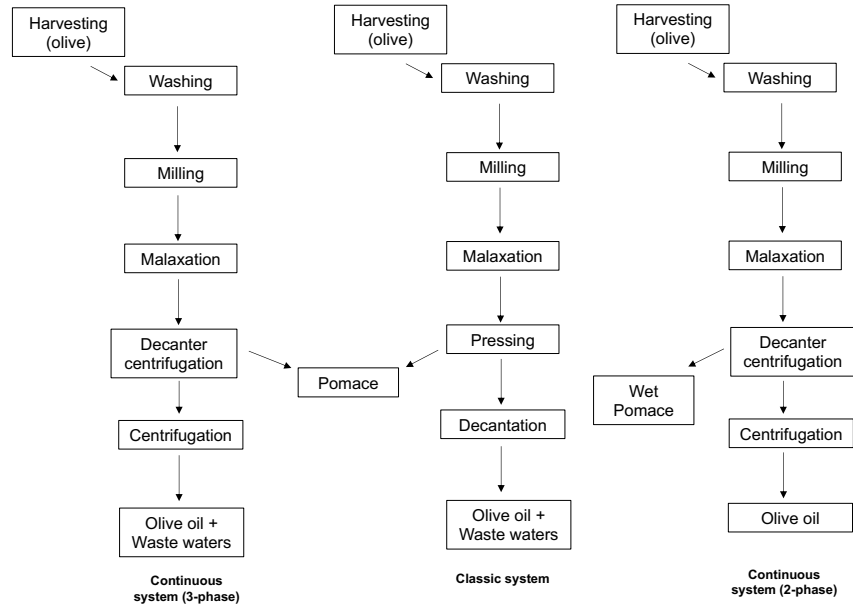 Harvesting
(olive)
Washing
Milling
Malaxation
Decanter
centrifugation
Centrifugation
Olive oil +
Waste waters
Continuous
system (3-phase)
Pomace
Harvesting
(olive)
Washing
Milling
Malaxation
Pressing
Decantation
Olive oil +
Waste waters
Classic system
Harvesting
(olive)
Washing
Milling
Malaxation
Decanter
centrifugation
Wet
Pomace
Centrifugation
Olive oil
Continuous
system (2-phase)